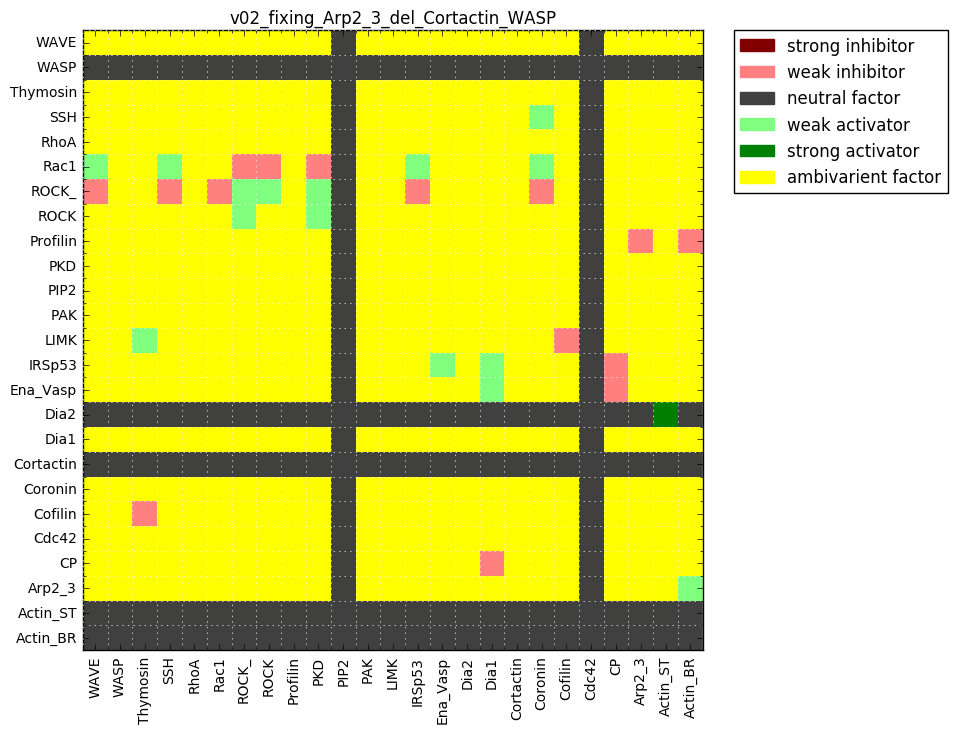 v02_fixing_Arp2_3_del_Cortactin_WASP
WAVE
WASP
Thymosin
SSH
RhoA
Rac1
ROCK_
ROCK
Profilin
PKD
PIP2
PAK
LIMK
IRSp53
Ena_Vasp
Dia2
Dia1
Cortactin
Coronin
Cofilin
Cdc42
CP
Arp2_3
Actin_ST
Actin_BR
WAVE
WASP
Thymosin
SSH
RhoA
Rac1
ROCK_
ROCK
Profilin
PKD
PIP2
PAK
LIMK
IRSp53
Ena_Vasp
Dia2
Dia1
Cortactin
Coronin
Cofilin
Cdc42
CP
Arp2_3
Actin_ST
Actin_BR
strong inhibitor
weak inhibitor
neutral factor
weak activator
strong activator
ambivarient factor